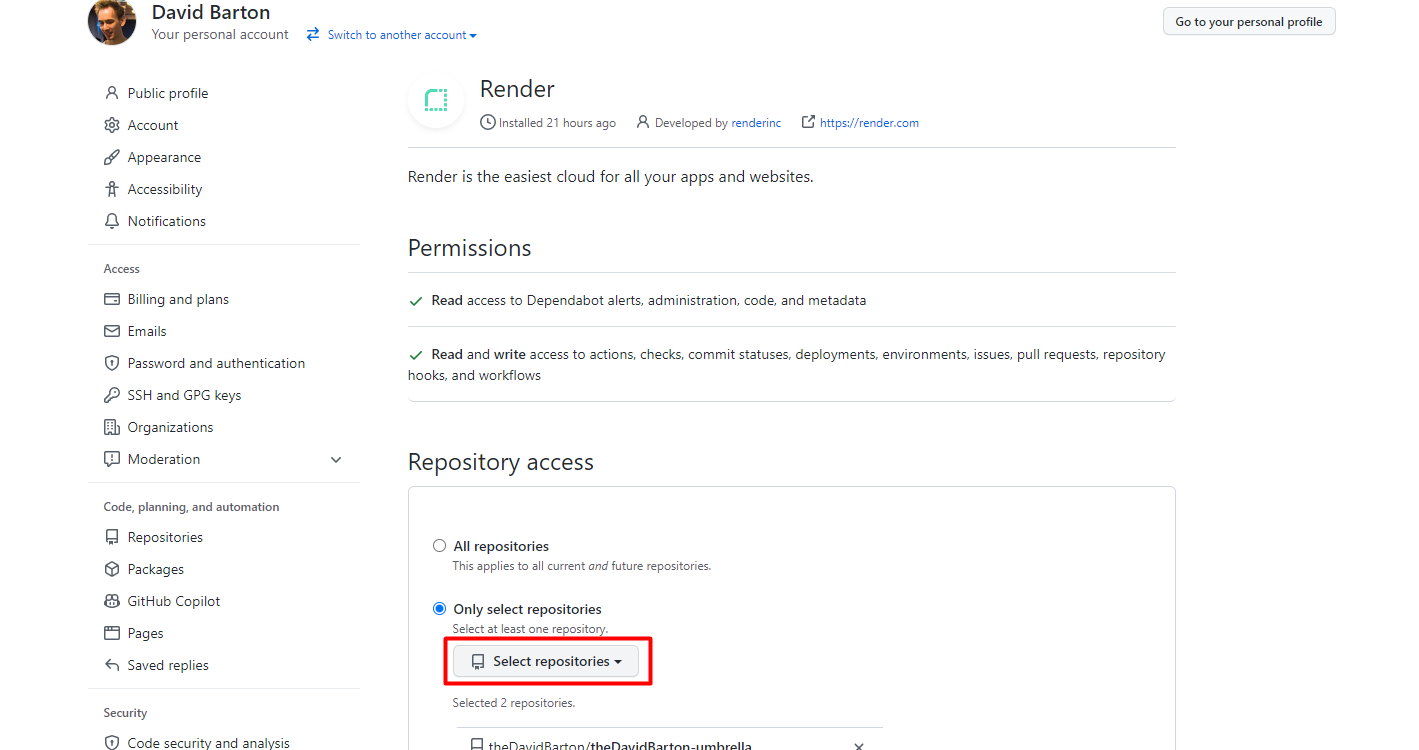 David Barton
Your personal account
Switch to another account
Go to your personal profile
Public profile
Account
Appearance
Accessibility
Notifications
Access
Billing and plans
Emails
Password and authentication
SSH and GPG keys
Organizations
Moderation
Code, planning, and automation
Repositories
Packages
GitHub Copilot
Pages
Saved replies
Security
Code security and analysis
Render
Installed 21 hours ago
Developed by renderinc
https://render.com
Render is the easiest cloud for all your apps and websites.
Permissions
Read access to Dependabot alerts, administration, code, and metadata
Read and write access to actions, checks, commit statuses, deployments, environments, issues, pull requests, repository
hooks, and workflows
Repository access
All repositories
This applies to all current and future repositories.
Only select repositories
Select at least one repository.
Select repositories
Selected 2 repositories.
theDavidBarton/theDavidBarton-umbrella